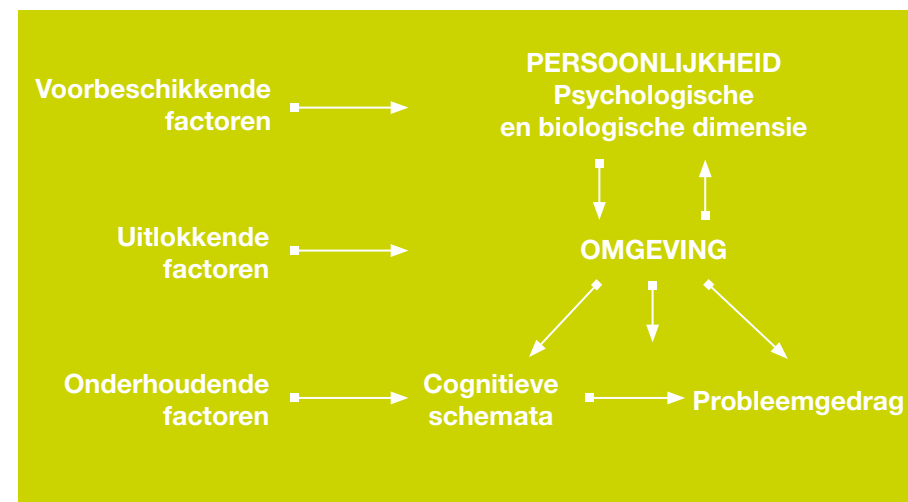 Voorbeschikkende
factoren
PERSOONLIJKHEID
Psychologische
en biologische dimensie
Uitlokkende
factoren
OMGEVING
Onderhoudende
factoren
Cognitieve
schemata
Probleemgedrag